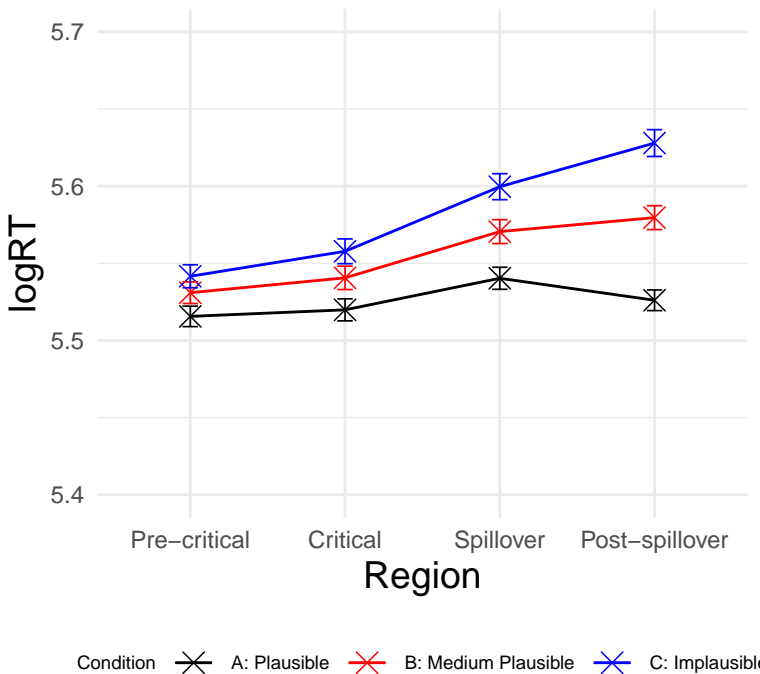 5.7
5.6
5.5
5.4
logRT
Pre−critical Critical Spillover Post−spillover
Region
Condition A: Plausible B: Medium Plausible C: Implausible